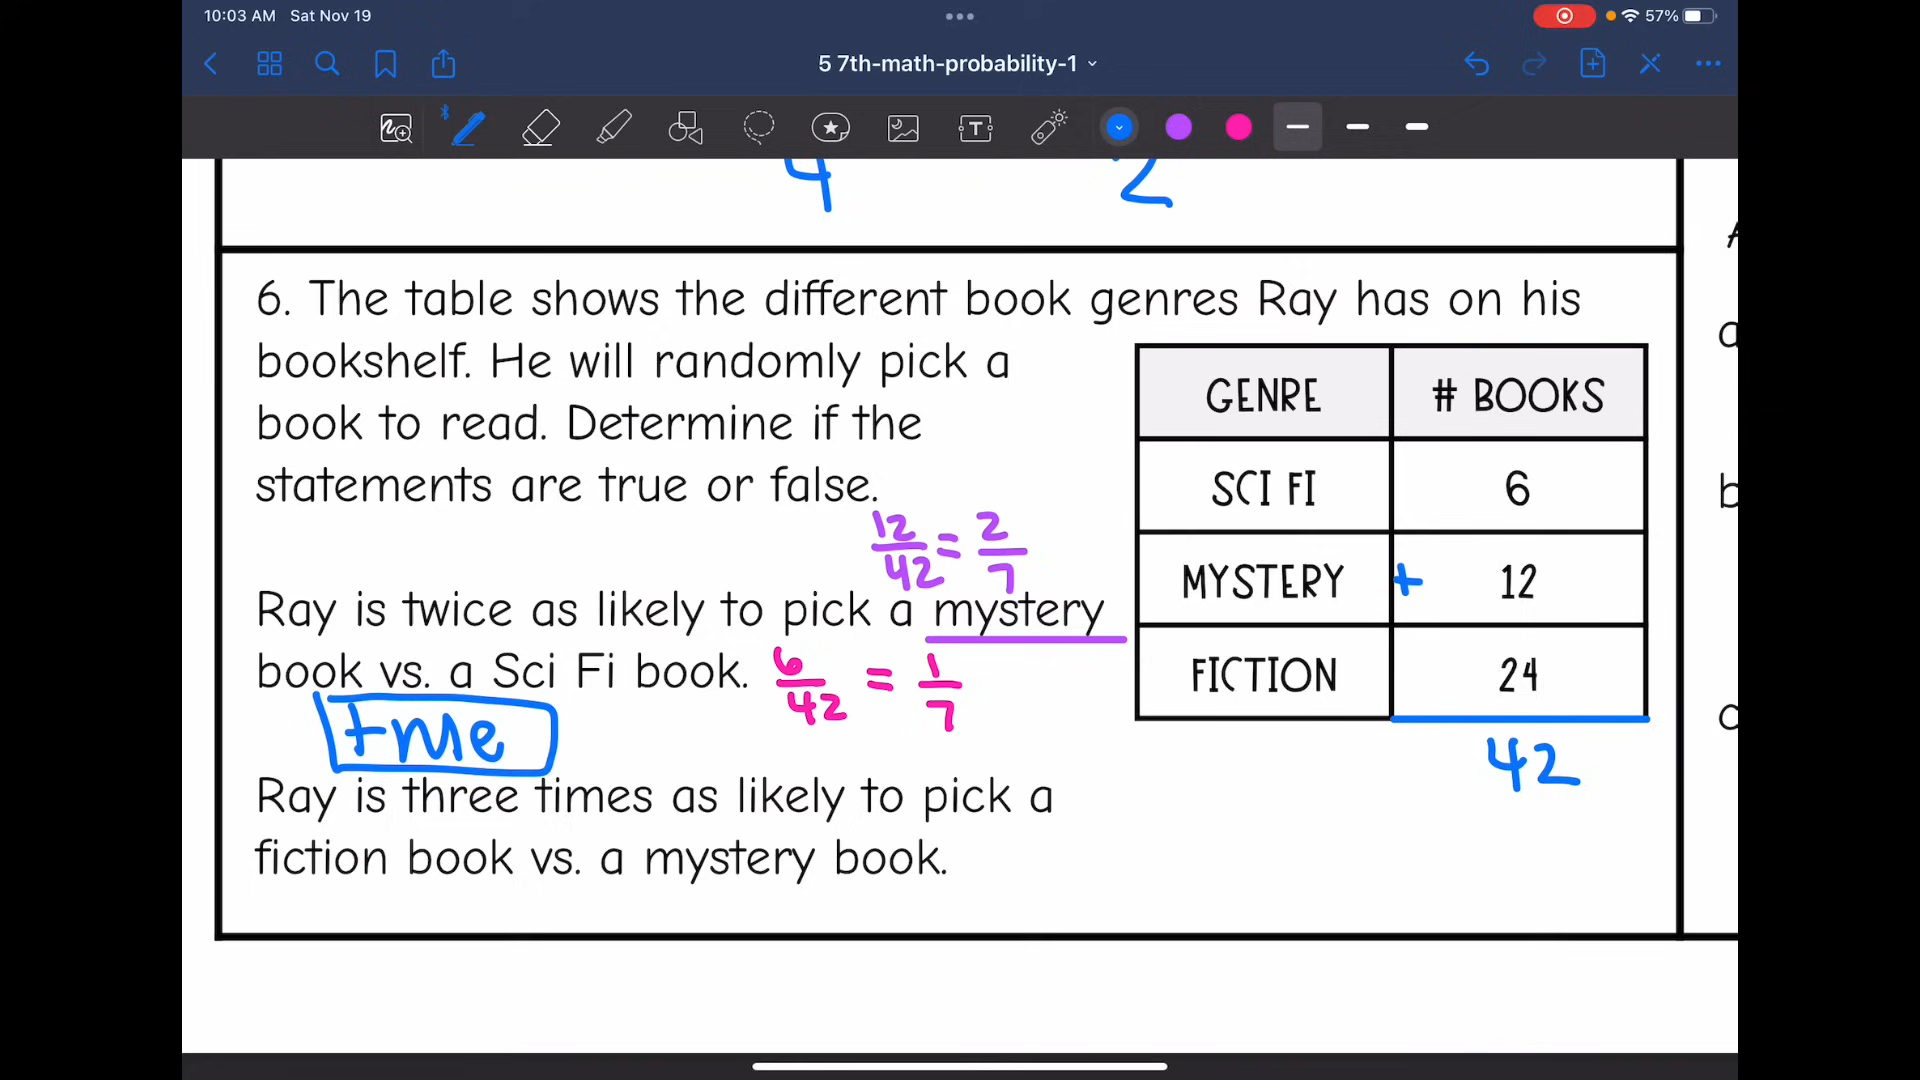 10:03 AM Sat Nov 19
57%
5 7th-math-probability-1
4 2
6. The table shows the different book genres Ray has on his
bookshelf. He will randomly pick a
book to read. Determine if the
statements are true or false.
12/42 = 2/7
Ray is twice as likely to pick a mystery
book vs. a Sci Fi book. 6/42 = 1/7
true
Ray is three times as likely to pick a
fiction book vs. a mystery book.
GENRE # BOOKS
SCI FI 6
MYSTERY + 12
FICTION 24
42
a
b
c